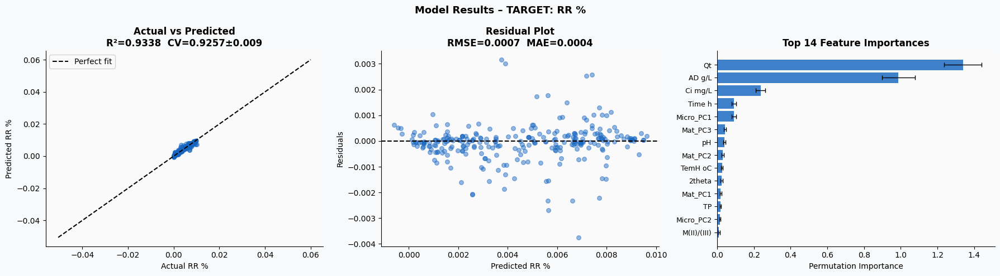 Model Results – TARGET: RR %
Actual vs Predicted
R²=0.9338  CV=0.9257±0.009
Perfect fit
Predicted RR %
0.06
0.04
0.02
0.00
−0.02
−0.04
−0.04
−0.02
0.00
0.02
0.04
0.06
Actual RR %
Residual Plot
RMSE=0.0007  MAE=0.0004
Residuals
0.003
0.002
0.001
0.000
−0.001
−0.002
−0.003
−0.004
0.000
0.002
0.004
0.006
0.008
0.010
Predicted RR %
Top 14 Feature Importances
Qt
AD g/L
Ci mg/L
Time h
Micro_PC1
Mat_PC3
pH
Mat_PC2
TemH oC
2theta
Mat_PC1
TP
Micro_PC2
M(II)/(III)
0.0
0.2
0.4
0.6
0.8
1.0
1.2
1.4
Permutation Importance